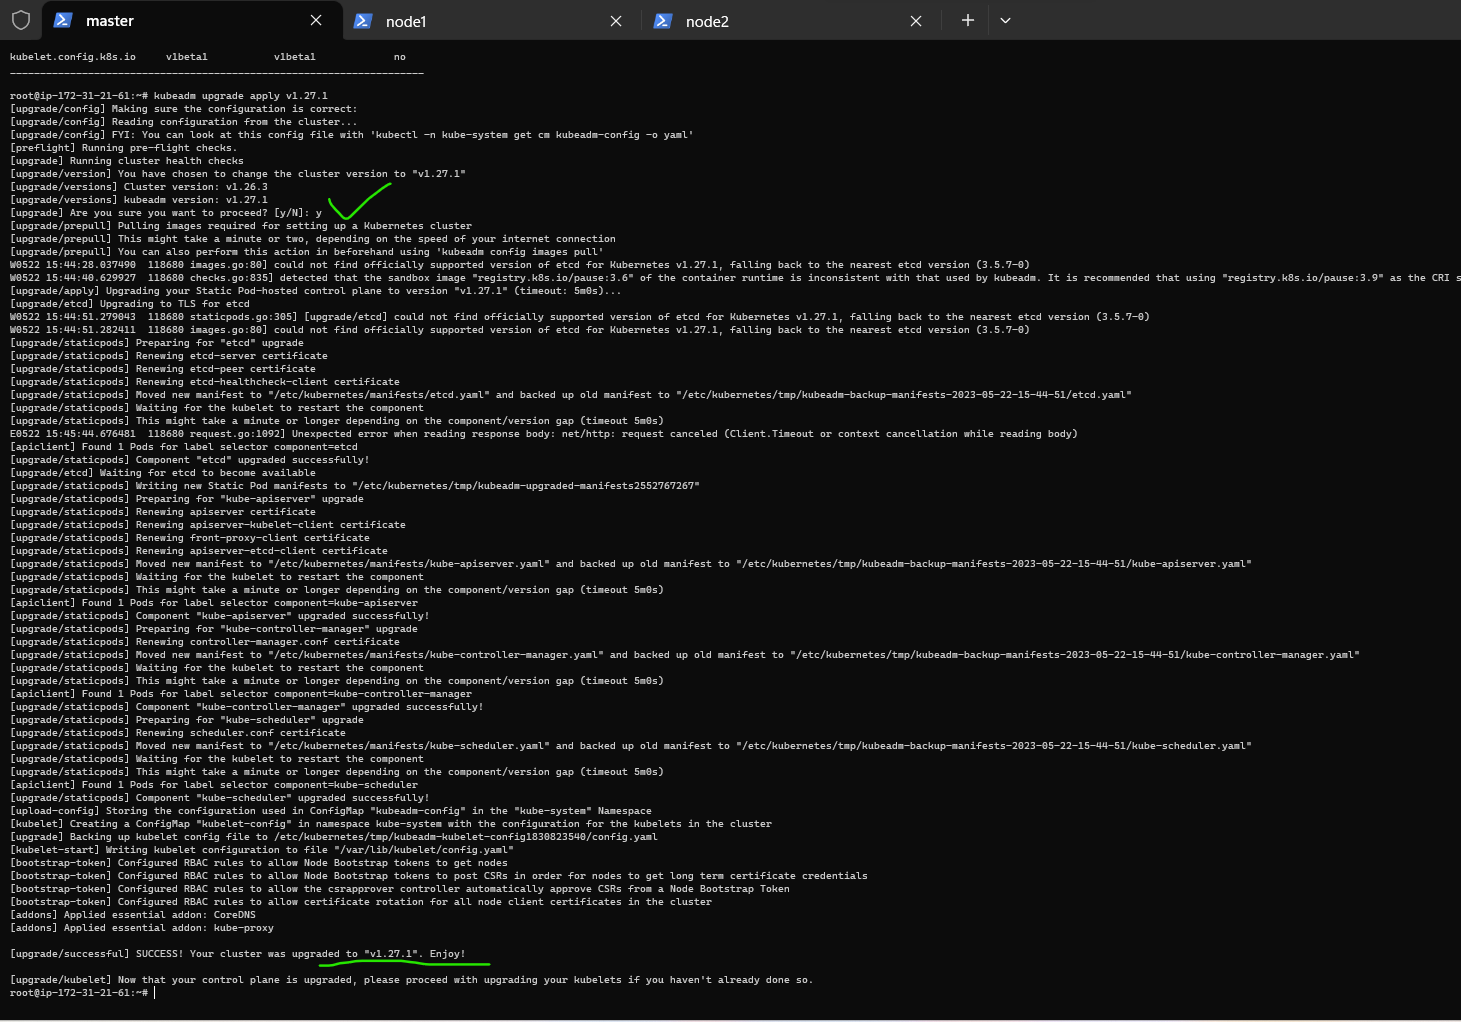 master
node1
node2
kubelet.config.k8s.io     v1beta1           v1beta1             no
_____________________________________________________________________
root@ip-172-31-21-61:~# kubeadm upgrade apply v1.27.1
[upgrade/config] Making sure the configuration is correct:
[upgrade/config] Reading configuration from the cluster...
[upgrade/config] FYI: You can look at this config file with 'kubectl -n kube-system get cm kubeadm-config -o yaml'
[preflight] Running pre-flight checks.
[upgrade] Running cluster health checks
[upgrade/version] You have chosen to change the cluster version to "v1.27.1"
[upgrade/versions] Cluster version: v1.26.3
[upgrade/versions] kubeadm version: v1.27.1
[upgrade] Are you sure you want to proceed? [y/N]: y
[upgrade/prepull] Pulling images required for setting up a Kubernetes cluster
[upgrade/prepull] This might take a minute or two, depending on the speed of your internet connection
[upgrade/prepull] You can also perform this action in beforehand using 'kubeadm config images pull'
W0522 15:44:28.037490  118680 images.go:80] could not find officially supported version of etcd for Kubernetes v1.27.1, falling back to the nearest etcd version (3.5.7-0)
W0522 15:44:40.629927  118680 checks.go:835] detected that the sandbox image "registry.k8s.io/pause:3.6" of the container runtime is inconsistent with that used by kubeadm. It is recommended that using "registry.k8s.io/pause:3.9" as the CRI s
[upgrade/apply] Upgrading your Static Pod-hosted control plane to version "v1.27.1" (timeout: 5m0s)...
[upgrade/etcd] Upgrading to TLS for etcd
W0522 15:44:51.279043  118680 staticpods.go:305] [upgrade/etcd] could not find officially supported version of etcd for Kubernetes v1.27.1, falling back to the nearest etcd version (3.5.7-0)
W0522 15:44:51.282411  118680 images.go:80] could not find officially supported version of etcd for Kubernetes v1.27.1, falling back to the nearest etcd version (3.5.7-0)
[upgrade/staticpods] Preparing for "etcd" upgrade
[upgrade/staticpods] Renewing etcd-server certificate
[upgrade/staticpods] Renewing etcd-peer certificate
[upgrade/staticpods] Renewing etcd-healthcheck-client certificate
[upgrade/staticpods] Moved new manifest to "/etc/kubernetes/manifests/etcd.yaml" and backed up old manifest to "/etc/kubernetes/tmp/kubeadm-backup-manifests-2023-05-22-15-44-51/etcd.yaml"
[upgrade/staticpods] Waiting for the kubelet to restart the component
[upgrade/staticpods] This might take a minute or longer depending on the component/version gap (timeout 5m0s)
E0522 15:45:44.676481  118680 request.go:1092] Unexpected error when reading response body: net/http: request canceled (Client.Timeout or context cancellation while reading body)
[apiclient] Found 1 Pods for label selector component=etcd
[upgrade/staticpods] Component "etcd" upgraded successfully!
[upgrade/etcd] Waiting for etcd to become available
[upgrade/staticpods] Writing new Static Pod manifests to "/etc/kubernetes/tmp/kubeadm-upgraded-manifests2552767267"
[upgrade/staticpods] Preparing for "kube-apiserver" upgrade
[upgrade/staticpods] Renewing apiserver certificate
[upgrade/staticpods] Renewing apiserver-kubelet-client certificate
[upgrade/staticpods] Renewing front-proxy-client certificate
[upgrade/staticpods] Renewing apiserver-etcd-client certificate
[upgrade/staticpods] Moved new manifest to "/etc/kubernetes/manifests/kube-apiserver.yaml" and backed up old manifest to "/etc/kubernetes/tmp/kubeadm-backup-manifests-2023-05-22-15-44-51/kube-apiserver.yaml"
[upgrade/staticpods] Waiting for the kubelet to restart the component
[upgrade/staticpods] This might take a minute or longer depending on the component/version gap (timeout 5m0s)
[apiclient] Found 1 Pods for label selector component=kube-apiserver
[upgrade/staticpods] Component "kube-apiserver" upgraded successfully!
[upgrade/staticpods] Preparing for "kube-controller-manager" upgrade
[upgrade/staticpods] Renewing controller-manager.conf certificate
[upgrade/staticpods] Moved new manifest to "/etc/kubernetes/manifests/kube-controller-manager.yaml" and backed up old manifest to "/etc/kubernetes/tmp/kubeadm-backup-manifests-2023-05-22-15-44-51/kube-controller-manager.yaml"
[upgrade/staticpods] Waiting for the kubelet to restart the component
[upgrade/staticpods] This might take a minute or longer depending on the component/version gap (timeout 5m0s)
[apiclient] Found 1 Pods for label selector component=kube-controller-manager
[upgrade/staticpods] Component "kube-controller-manager" upgraded successfully!
[upgrade/staticpods] Preparing for "kube-scheduler" upgrade
[upgrade/staticpods] Renewing scheduler.conf certificate
[upgrade/staticpods] Moved new manifest to "/etc/kubernetes/manifests/kube-scheduler.yaml" and backed up old manifest to "/etc/kubernetes/tmp/kubeadm-backup-manifests-2023-05-22-15-44-51/kube-scheduler.yaml"
[upgrade/staticpods] Waiting for the kubelet to restart the component
[upgrade/staticpods] This might take a minute or longer depending on the component/version gap (timeout 5m0s)
[apiclient] Found 1 Pods for label selector component=kube-scheduler
[upgrade/staticpods] Component "kube-scheduler" upgraded successfully!
[upload-config] Storing the configuration used in ConfigMap "kubeadm-config" in the "kube-system" Namespace
[kubelet] Creating a ConfigMap "kubelet-config" in namespace kube-system with the configuration for the kubelets in the cluster
[upgrade] Backing up kubelet config file to /etc/kubernetes/tmp/kubeadm-kubelet-config1830823540/config.yaml
[kubelet-start] Writing kubelet configuration to file "/var/lib/kubelet/config.yaml"
[bootstrap-token] Configured RBAC rules to allow Node Bootstrap tokens to get nodes
[bootstrap-token] Configured RBAC rules to allow Node Bootstrap tokens to post CSRs in order for nodes to get long term certificate credentials
[bootstrap-token] Configured RBAC rules to allow the csrapprover controller automatically approve CSRs from a Node Bootstrap Token
[bootstrap-token] Configured RBAC rules to allow certificate rotation for all node client certificates in the cluster
[addons] Applied essential addon: CoreDNS
[addons] Applied essential addon: kube-proxy
[upgrade/successful] SUCCESS! Your cluster was upgraded to "v1.27.1". Enjoy!
[upgrade/kubelet] Now that your control plane is upgraded, please proceed with upgrading your kubelets if you haven't already done so.
root@ip-172-31-21-61:~#